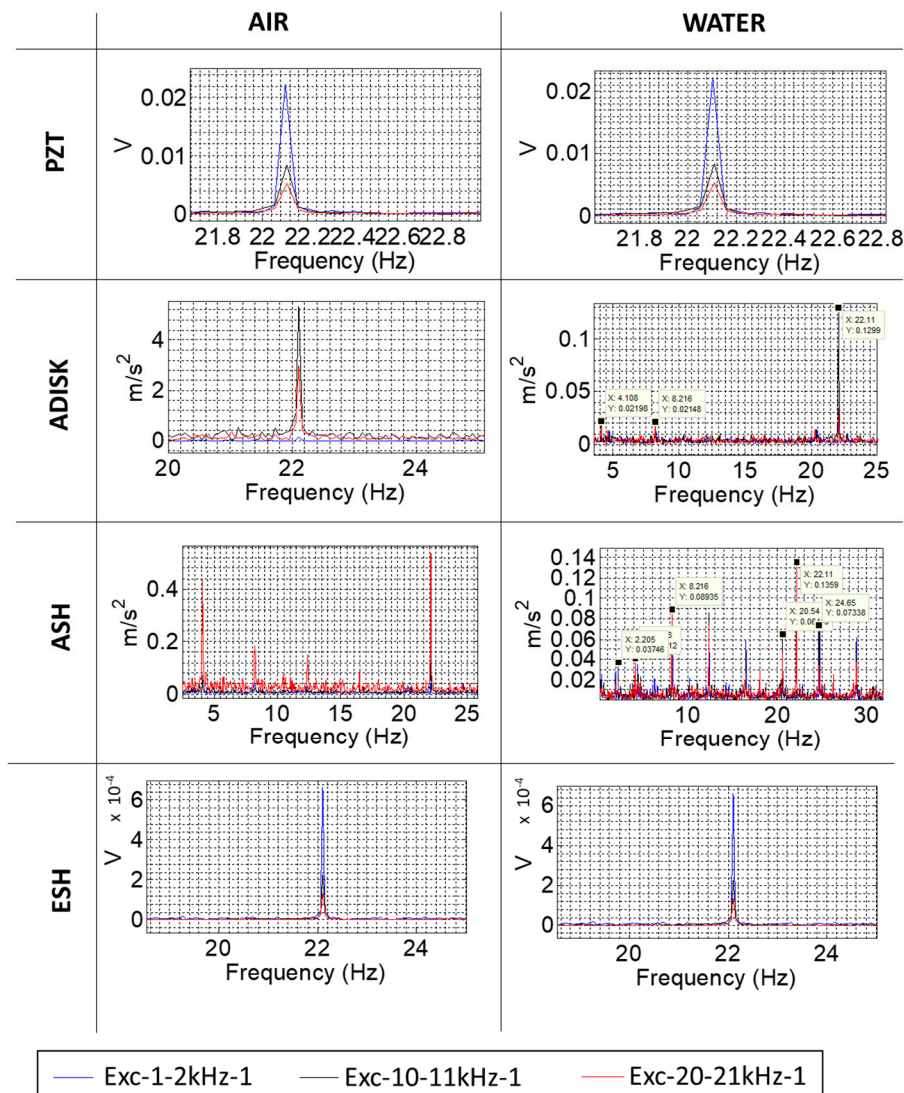 AIR
WATER
PZT
0.02
0.01
0
V
21.8 22 22.2 22.4 22.6 22.8
Frequency (Hz)
0.02
0.01
0
V
21.8 22 22.2 22.4 22.6 22.8
Frequency (Hz)
ADISK
4
2
0
m/s²
20 22 24
Frequency (Hz)
0.1
0.05
0
m/s²
X: 22.11
Y: 0.1299
X: 4.108
Y: 0.02198
X: 8.216
Y: 0.02148
5 10 15 20 25
Frequency (Hz)
ASH
0.4
0.2
0
m/s²
5 10 15 20 25
Frequency (Hz)
0.14
0.12
0.10
0.08
0.06
0.04
0.02
m/s²
X: 8.216
Y: 0.08935
X: 22.11
Y: 0.1359
X: 20.54
X: 24.65
Y: 0.07338
X: 2.205
Y: 0.03746
10 20 30
Frequency (Hz)
ESH
x 10⁻⁴
6
4
2
0
V
20 22 24
Frequency (Hz)
x 10⁻⁴
6
4
2
0
V
20 22 24
Frequency (Hz)
Exc-1-2kHz-1 Exc-10-11kHz-1 Exc-20-21kHz-1